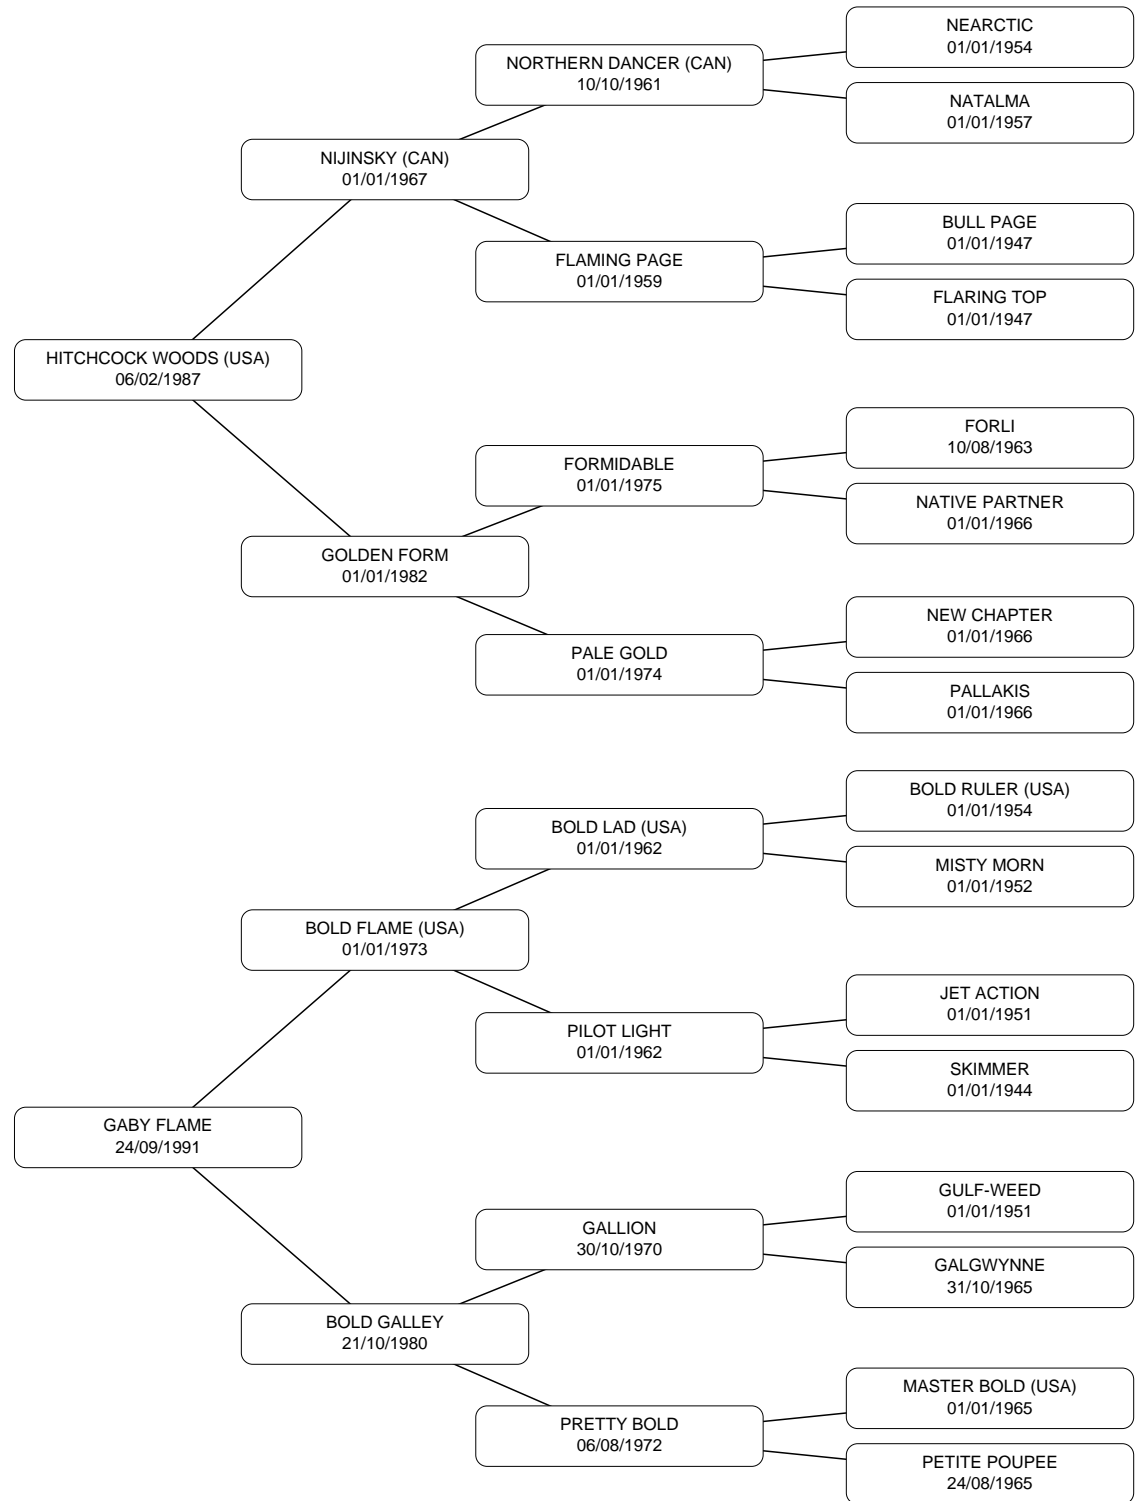 NEARCTIC
01/01/1954
NORTHERN DANCER (CAN)
10/10/1961
NATALMA
01/01/1957
NIJINSKY (CAN)
01/01/1967
BULL PAGE
01/01/1947
FLAMING PAGE
01/01/1959
FLARING TOP
01/01/1947
HITCHCOCK WOODS (USA)
06/02/1987
FORLI
10/08/1963
FORMIDABLE
01/01/1975
NATIVE PARTNER
01/01/1966
GOLDEN FORM
01/01/1982
NEW CHAPTER
01/01/1966
PALE GOLD
01/01/1974
PALLAKIS
01/01/1966
BOLD RULER (USA)
01/01/1954
BOLD LAD (USA)
01/01/1962
MISTY MORN
01/01/1952
BOLD FLAME (USA)
01/01/1973
JET ACTION
01/01/1951
PILOT LIGHT
01/01/1962
SKIMMER
01/01/1944
GABY FLAME
24/09/1991
GULF-WEED
01/01/1951
GALLION
30/10/1970
GALGWYNNE
31/10/1965
BOLD GALLEY
21/10/1980
MASTER BOLD (USA)
01/01/1965
PRETTY BOLD
06/08/1972
PETITE POUPEE
24/08/1965